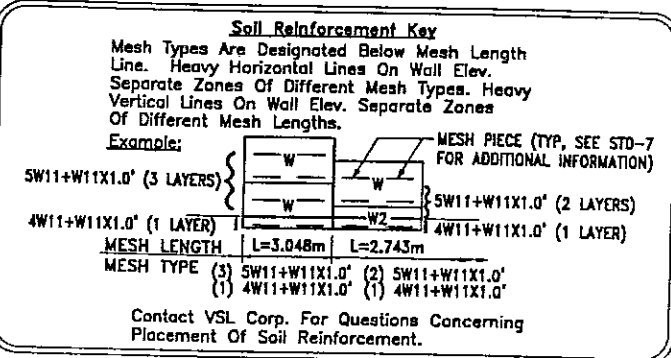 Soil Reinforcement Key
Mesh Types Are Designated Below Mesh Length
Line. Heavy Horizontal Lines On Wall Elev.
Separate Zones Of Different Mesh Types. Heavy
Vertical Lines On Wall Elev. Separate Zones
Of Different Mesh Lengths.
Example:
MESH PIECE (TYP, SEE STD-7
FOR ADDITIONAL INFORMATION)
W
W
5W11+W11X1.0' (3 LAYERS)
W
5W11+W11X1.0' (2 LAYERS)
W2
4W11+W11X1.0' (1 LAYER)
4W11+W11X1.0' (1 LAYER)
MESH LENGTH L=3.048m L=2.743m
MESH TYPE (3) 5W11+W11X1.0' (2) 5W11+W11X1.0'
(1) 4W11+W11X1.0' (1) 4W11+W11X1.0'
Contact VSL Corp. For Questions Concerning
Placement Of Soil Reinforcement.